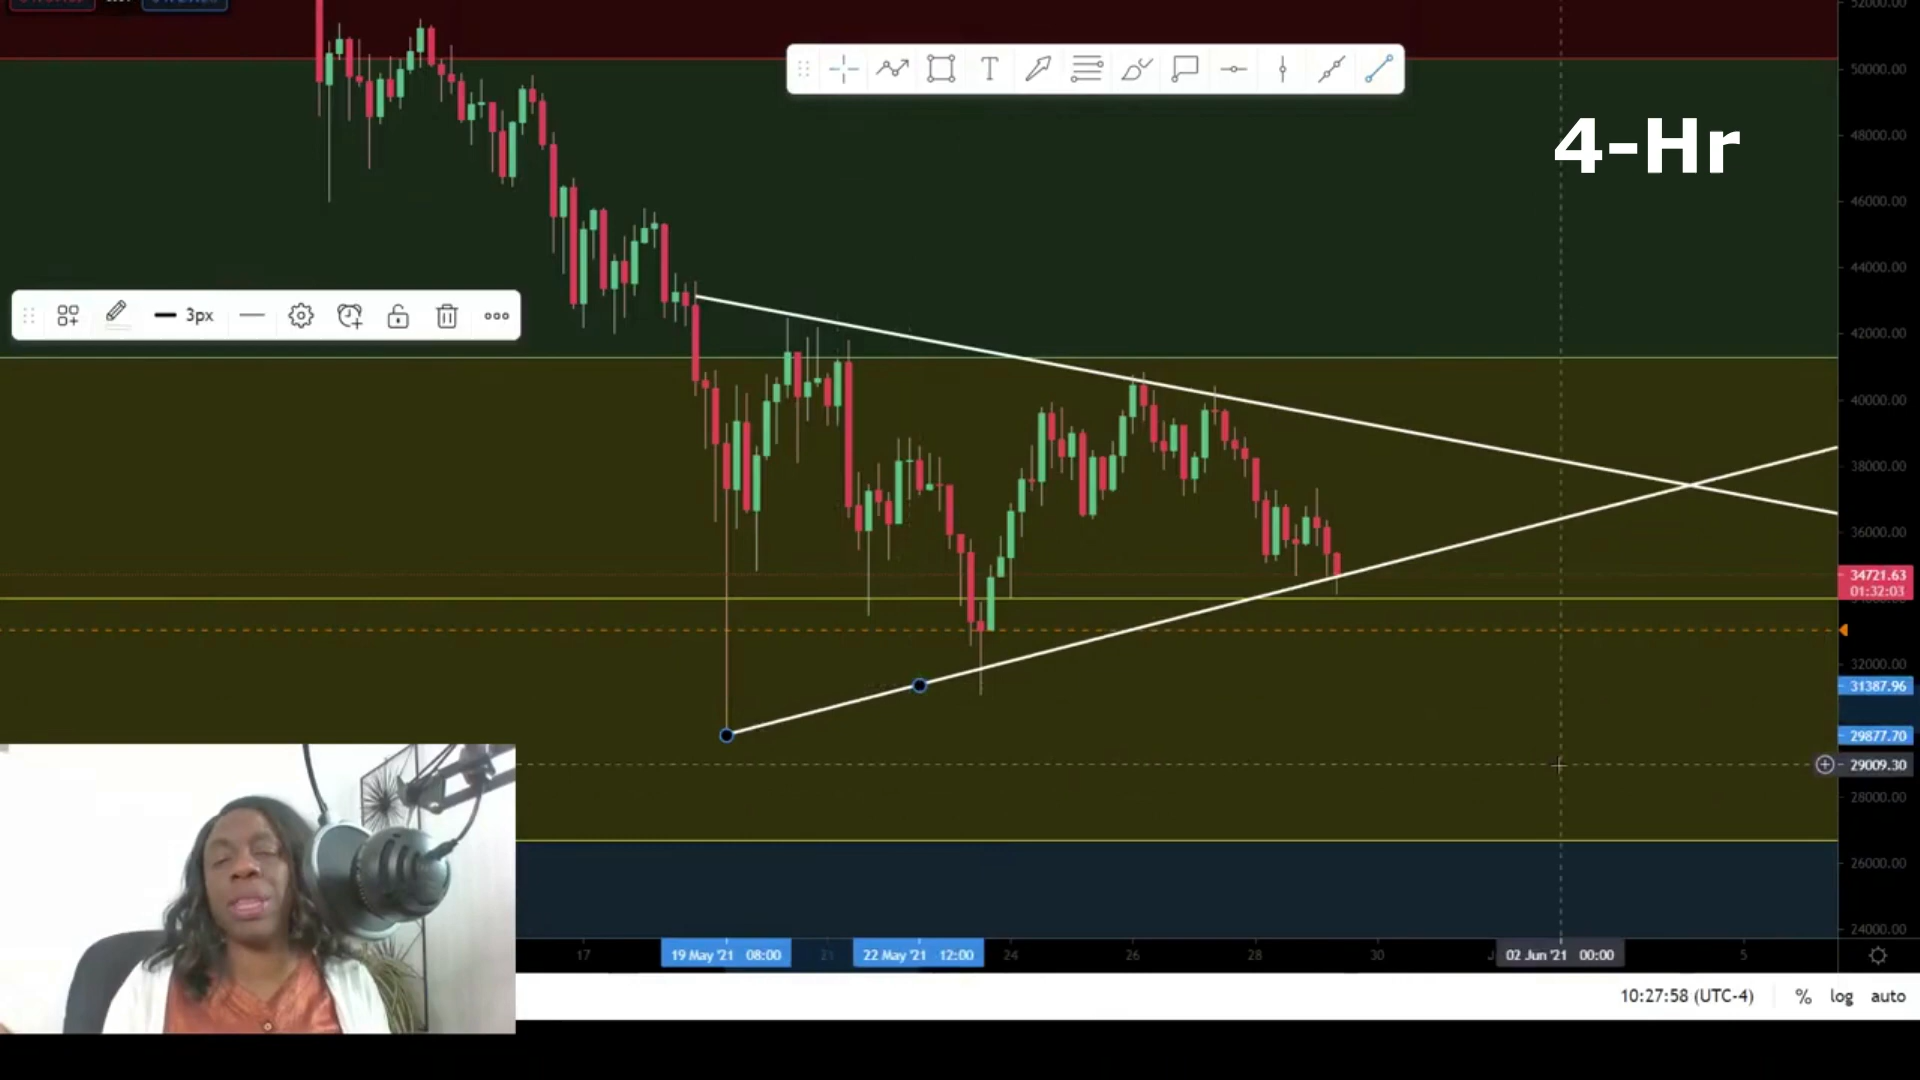 52000.00
50000.00
T
4-Hr
48000.00
46000.00
44000.00
3px
42000.00
40000.00
38000.00
36000.00
34721.63
01:32:03
32000.00
31387.96
29877.70
29009.30
28000.00
26000.00
24000.00
17
19 May '21 08:00
21
22 May '21 12:00
24
26
28
30
02 Jun '21 00:00
5
10:27:58 (UTC-4)
%
log
auto